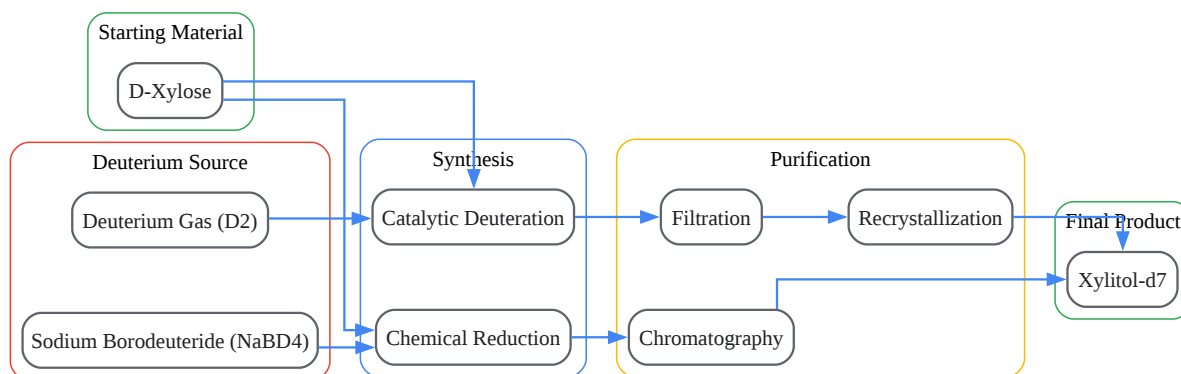 Starting Material
D-Xylose
Deuterium Source
Deuterium Gas (D2)
Sodium Borodeuteride (NaBD4)
Synthesis
Catalytic Deuteration
Chemical Reduction
Purification
Filtration
Recrystallization
Chromatography
Final Product
Xylitol-d7